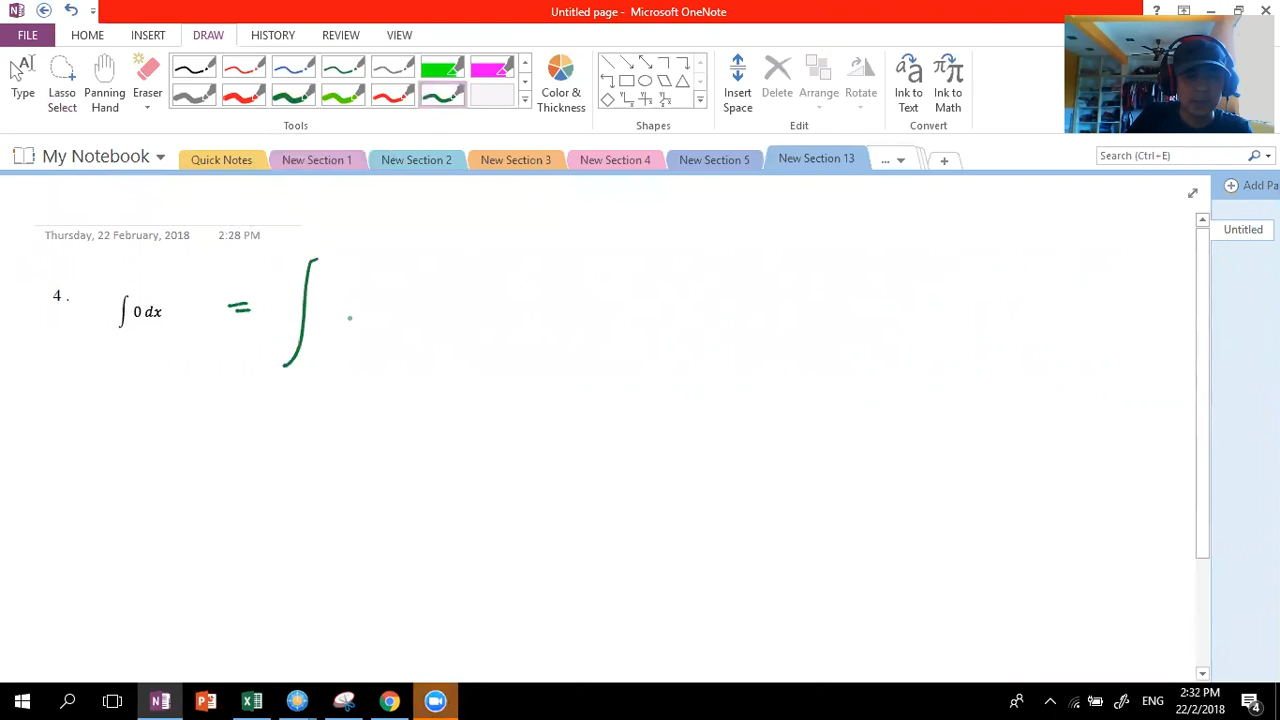 Untitled page - Microsoft OneNote
?
FILE HOME INSERT DRAW HISTORY REVIEW VIEW
Type
Lasso Select
Panning Hand
Eraser
Color & Thickness
Insert Space
Delete
Arrange
Rotate
Ink to Text
Ink to Math
Tools
Shapes
Edit
Convert
My Notebook
Quick Notes New Section 1 New Section 2 New Section 3 New Section 4 New Section 5 New Section 13 ... +
Search (Ctrl+E)
Add Pa
Untitled
Thursday, 22 February, 2018 2:28 PM
4 . ∫ 0 dx = ∫
ENG
2:32 PM
22/2/2018
4